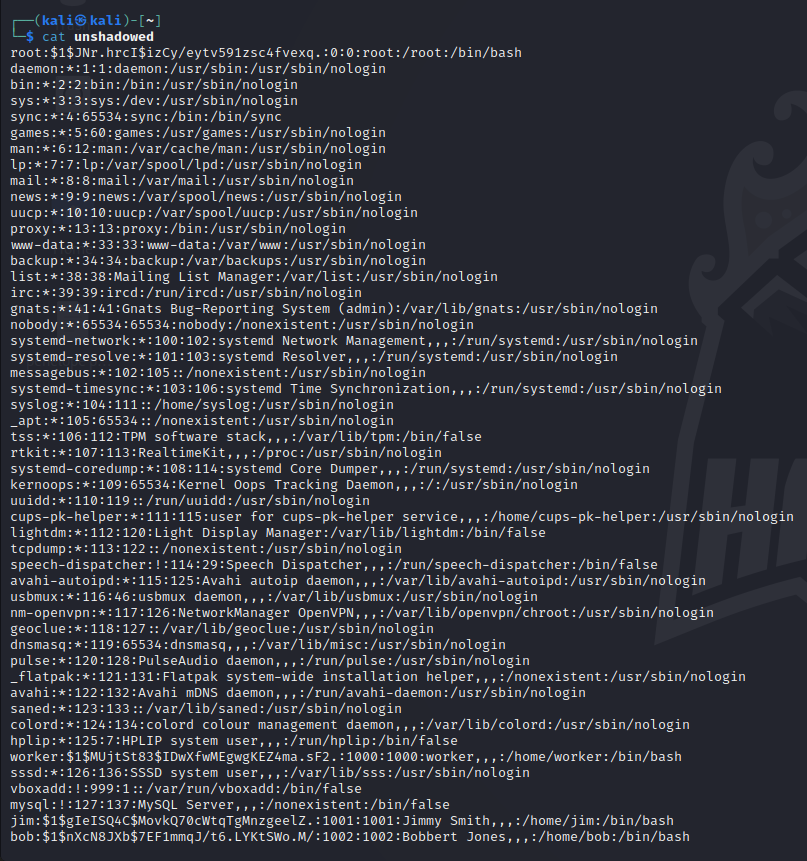 ┌──(kali㉿kali)-[~]
└─$ cat unshadowed
root:$1$JNr.hrcI$izCy/eytv591zsc4fvexq.:0:0:root:/root:/bin/bash
daemon:*:1:1:daemon:/usr/sbin:/usr/sbin/nologin
bin:*:2:2:bin:/bin:/usr/sbin/nologin
sys:*:3:3:sys:/dev:/usr/sbin/nologin
sync:*:4:65534:sync:/bin:/bin/sync
games:*:5:60:games:/usr/games:/usr/sbin/nologin
man:*:6:12:man:/var/cache/man:/usr/sbin/nologin
lp:*:7:7:lp:/var/spool/lpd:/usr/sbin/nologin
mail:*:8:8:mail:/var/mail:/usr/sbin/nologin
news:*:9:9:news:/var/spool/news:/usr/sbin/nologin
uucp:*:10:10:uucp:/var/spool/uucp:/usr/sbin/nologin
proxy:*:13:13:proxy:/bin:/usr/sbin/nologin
www-data:*:33:33:www-data:/var/www:/usr/sbin/nologin
backup:*:34:34:backup:/var/backups:/usr/sbin/nologin
list:*:38:38:Mailing List Manager:/var/list:/usr/sbin/nologin
irc:*:39:39:ircd:/run/ircd:/usr/sbin/nologin
gnats:*:41:41:Gnats Bug-Reporting System (admin):/var/lib/gnats:/usr/sbin/nologin
nobody:*:65534:65534:nobody:/nonexistent:/usr/sbin/nologin
systemd-network:*:100:102:systemd Network Management,,,:/run/systemd:/usr/sbin/nologin
systemd-resolve:*:101:103:systemd Resolver,,,:/run/systemd:/usr/sbin/nologin
messagebus:*:102:105::/nonexistent:/usr/sbin/nologin
systemd-timesync:*:103:106:systemd Time Synchronization,,,:/run/systemd:/usr/sbin/nologin
syslog:*:104:111::/home/syslog:/usr/sbin/nologin
_apt:*:105:65534::/nonexistent:/usr/sbin/nologin
tss:*:106:112:TPM software stack,,,:/var/lib/tpm:/bin/false
rtkit:*:107:113:RealtimeKit,,,:/proc:/usr/sbin/nologin
systemd-coredump:*:108:114:systemd Core Dumper,,,:/run/systemd:/usr/sbin/nologin
kernoops:*:109:65534:Kernel Oops Tracking Daemon,,,:/:/usr/sbin/nologin
uuidd:*:110:119::/run/uuidd:/usr/sbin/nologin
cups-pk-helper:*:111:115:user for cups-pk-helper service,,,:/home/cups-pk-helper:/usr/sbin/nologin
lightdm:*:112:120:Light Display Manager:/var/lib/lightdm:/bin/false
tcpdump:*:113:122::/nonexistent:/usr/sbin/nologin
speech-dispatcher:!:114:29:Speech Dispatcher,,,:/run/speech-dispatcher:/bin/false
avahi-autoipd:*:115:125:Avahi autoip daemon,,,:/var/lib/avahi-autoipd:/usr/sbin/nologin
usbmux:*:116:46:usbmux daemon,,,:/var/lib/usbmux:/usr/sbin/nologin
nm-openvpn:*:117:126:NetworkManager OpenVPN,,,:/var/lib/openvpn/chroot:/usr/sbin/nologin
geoclue:*:118:127::/var/lib/geoclue:/usr/sbin/nologin
dnsmasq:*:119:65534:dnsmasq,,,:/var/lib/misc:/usr/sbin/nologin
pulse:*:120:128:PulseAudio daemon,,,:/run/pulse:/usr/sbin/nologin
_flatpak:*:121:131:Flatpak system-wide installation helper,,,:/nonexistent:/usr/sbin/nologin
avahi:*:122:132:Avahi mDNS daemon,,,:/run/avahi-daemon:/usr/sbin/nologin
saned:*:123:133::/var/lib/saned:/usr/sbin/nologin
colord:*:124:134:colord colour management daemon,,,:/var/lib/colord:/usr/sbin/nologin
hplip:*:125:7:HPLIP system user,,,:/run/hplip:/bin/false
worker:$1$MUjtSt83$IDwXfwMEgwgKEZ4ma.sF2.:1000:1000:worker,,,:/home/worker:/bin/bash
sssd:*:126:136:SSSD system user,,,:/var/lib/sss:/usr/sbin/nologin
vboxadd:!:999:1::/var/run/vboxadd:/bin/false
mysql:!:127:137:MySQL Server,,,:/nonexistent:/bin/false
jim:$1$gIeISQ4C$MovkQ70cWtqTgMnzgeelZ.:1001:1001:Jimmy Smith,,,:/home/jim:/bin/bash
bob:$1$nXcN8JXb$7EF1mmqJ/t6.LYKtSWo.M/:1002:1002:Bobbert Jones,,,:/home/bob:/bin/bash